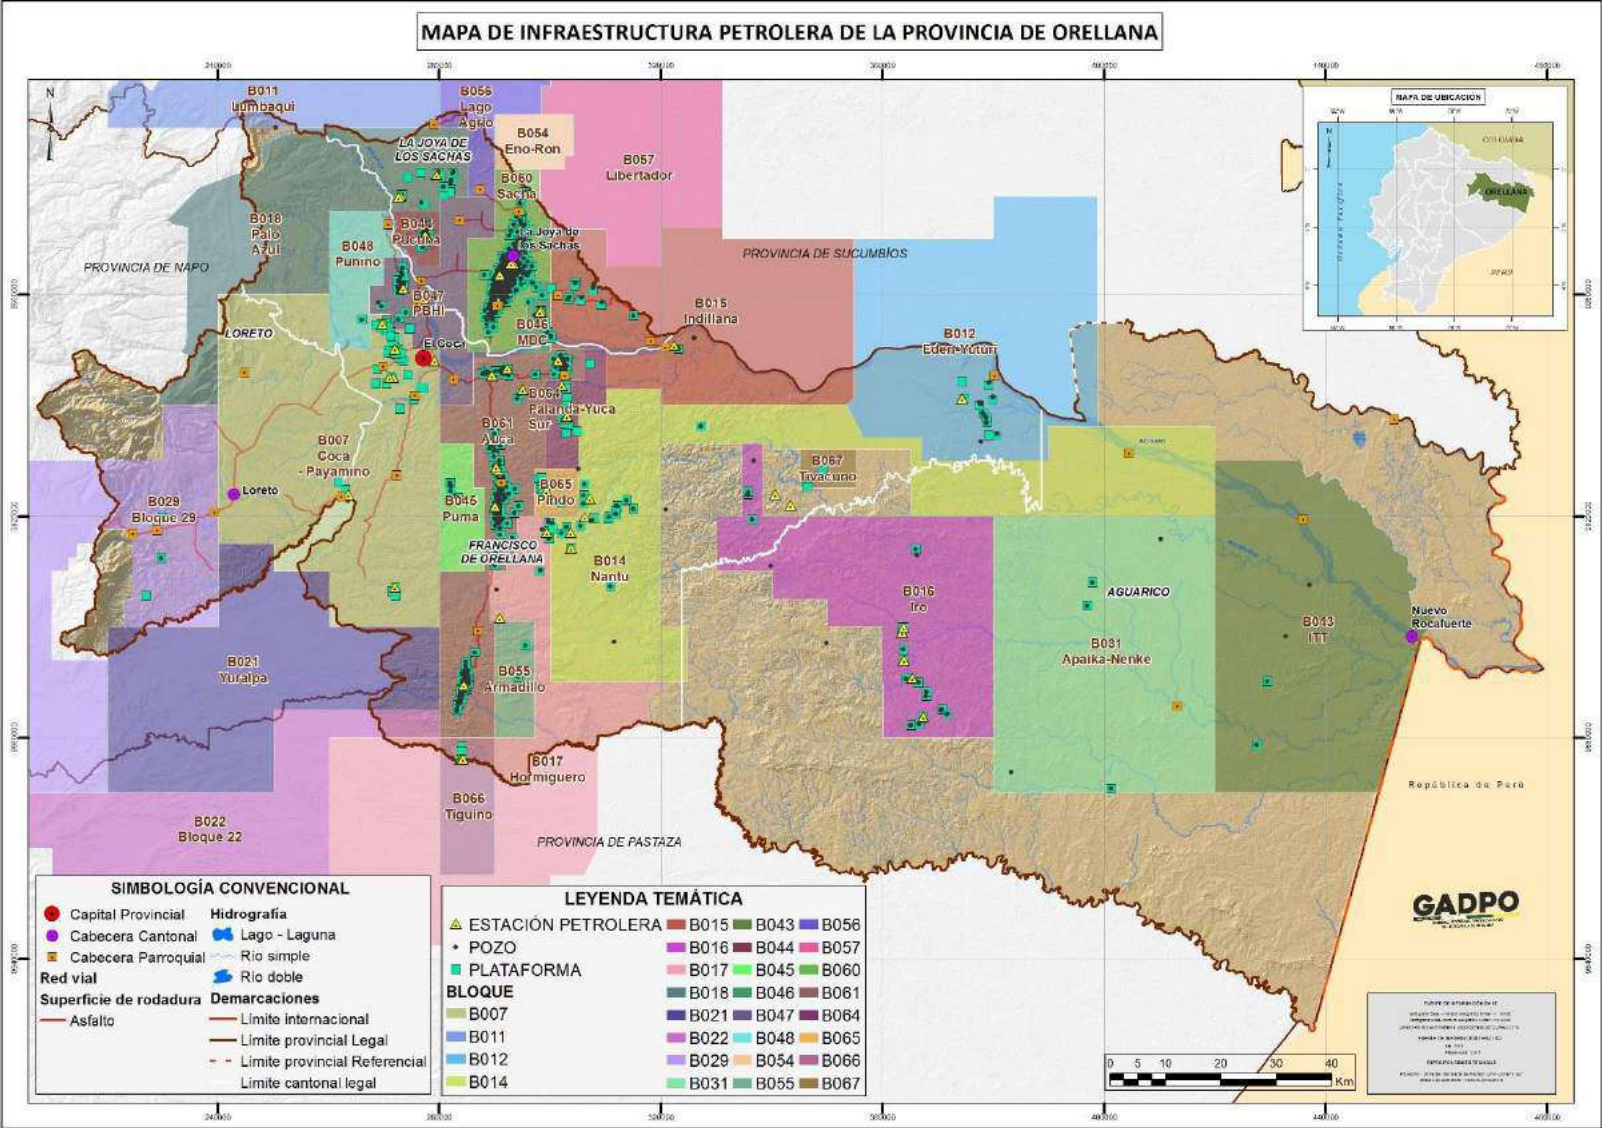 MAPA DE INFRAESTRUCTURA PETROLERA DE LA PROVINCIA DE ORELLANA
N
B011
Lumbaqui
B056
Lago
Agrio
LA JOYA DE
LOS SACHAS
B054
Eno-Ron
B057
Libertador
B060
Sacha
B018
Palo
Azul
B044
Pucuna
B048
Punino
La Joya de
los Sachas
PROVINCIA DE NAPO
PROVINCIA DE SUCUMBÍOS
B047
PBHI
B015
Indillana
B046
MDC
LORETO
El Coca
B012
Eden-Yuturi
B064
Palanda-Yuca
Sur
B061
Auca
B007
Coca
- Payamino
B067
Tivacuno
Loreto
B029
Bloque 29
B045
Puma
B065
Pindo
FRANCISCO
DE ORELLANA
B014
Nantu
B016
Iro
AGUARICO
B031
Apaika-Nenke
B043
ITT
Nuevo
Rocafuerte
B021
Yuralpa
B055
Armadillo
B017
Hormiguero
B066
Tiguino
B022
Bloque 22
PROVINCIA DE PASTAZA
República de Perú
MAPA DE UBICACIÓN
COLOMBIA
ORELLANA
PERÚ
Océano Pacífico
SIMBOLOGÍA CONVENCIONAL
Capital Provincial
Cabecera Cantonal
Cabecera Parroquial
Red vial
Superficie de rodadura
Asfalto
Hidrografía
Lago - Laguna
Rio simple
Rio doble
Demarcaciones
Límite internacional
Límite provincial Legal
Límite provincial Referencial
Límite cantonal legal
LEYENDA TEMÁTICA
ESTACIÓN PETROLERA
POZO
PLATAFORMA
BLOQUE
B007
B011
B012
B014
B015
B016
B017
B018
B021
B022
B029
B031
B043
B044
B045
B046
B047
B048
B054
B055
B056
B057
B060
B061
B064
B065
B066
B067
GADPO
0 5 10 20 30 40
Km